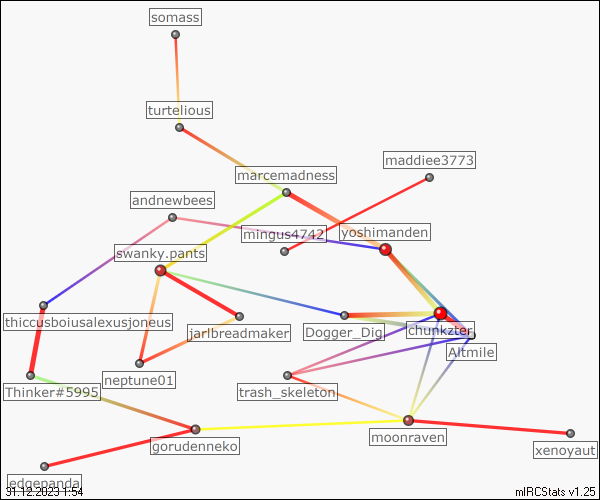 somass
turtelious
maddiee3773
marcemadness
andnewbees
mingus4742
yoshimanden
swanky.pants
thiccusboiusalexusjoneus
jarlbreadmaker
Dogger_Dig
chunkzter
Altmile
neptune01
Thinker#5995
trash_skeleton
moonraven
gorudenneko
xenoyaut
edgepanda
31.12.2023 1:54
mIRCStats v1.25